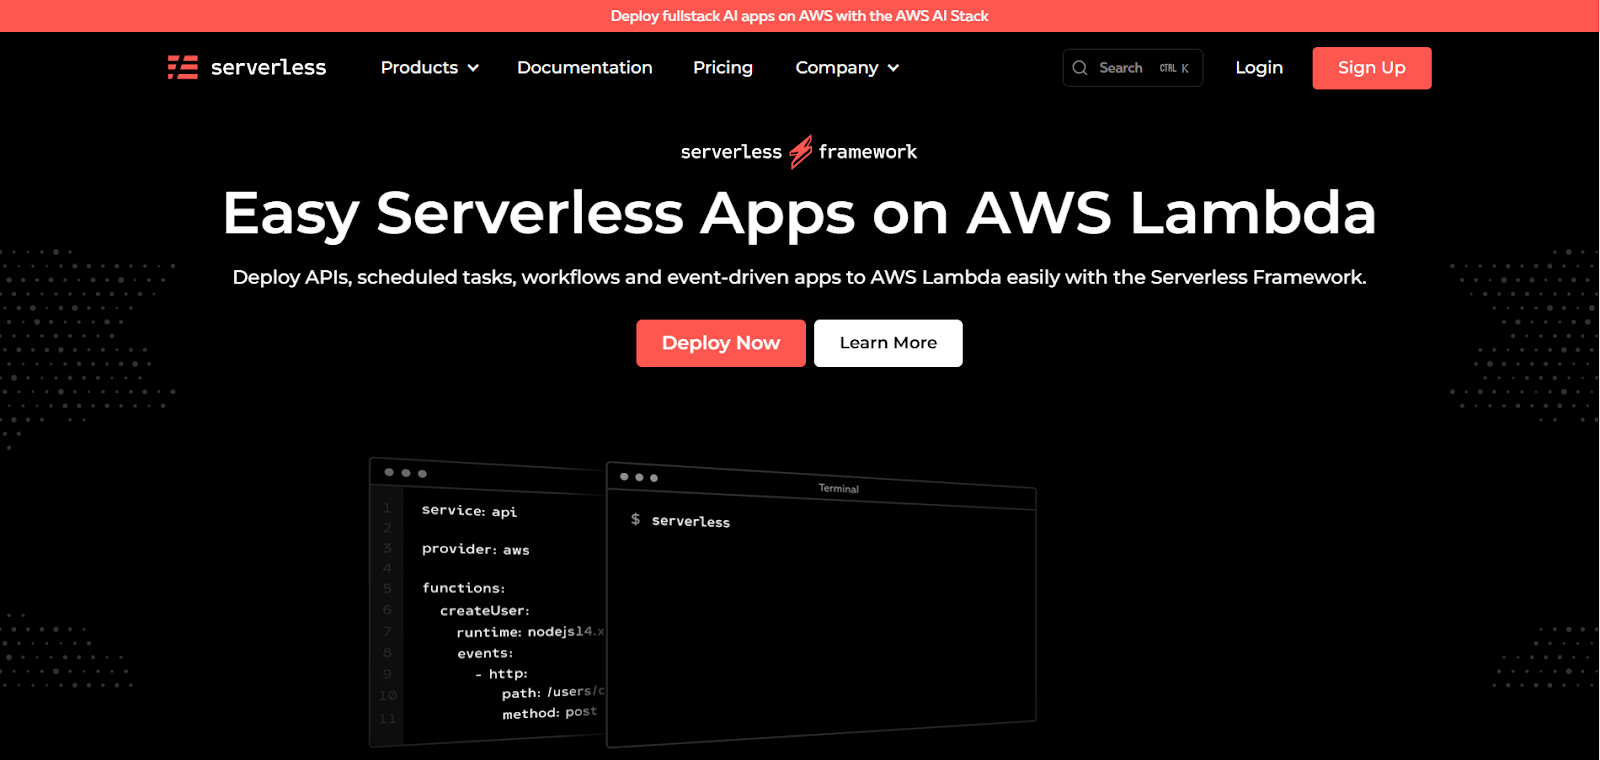 Deploy fullstack AI apps on AWS with the AWS AI Stack
serverless Products Documentation Pricing Company Search CTRL K Login Sign Up
serverless framework
Easy Serverless Apps on AWS Lambda
Deploy APIs, scheduled tasks, workflows and event-driven apps to AWS Lambda easily with the Serverless Framework.
Deploy Now Learn More
1 service: api
2
3 provider: aws
4
5 functions:
6 createUser:
7 runtime: nodejs14.x
8 events:
9 - http:
10 path: /users/c
11 method: post
Terminal
$ serverless